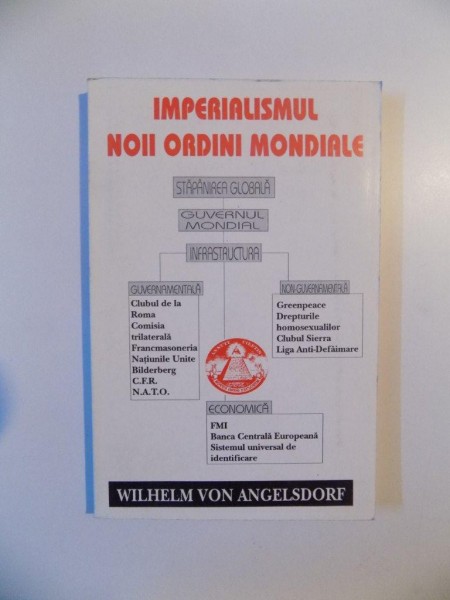 IMPERIALISMUL
NOII ORDINI MONDIALE
STĂPÂNIREA GLOBALĂ
GUVERNUL
MONDIAL
INFRASTRUCTURA
GUVERNAMENTALĂ
Clubul de la
Roma
Comisia
trilaterală
Francmasoneria
Națiunile Unite
Bilderberg
C.F.R.
N.A.T.O.
NON-GUVERNAMENTALĂ
Greenpeace
Drepturile
homosexualilor
Clubul Sierra
Liga Anti-Defăimare
ECONOMICĂ
FMI
Banca Centrală Europeană
Sistemul universal de
identificare
WILHELM VON ANGELSDORF